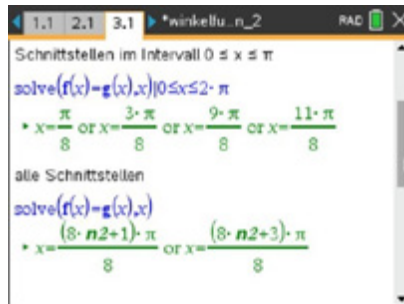 1.1 2.1 3.1 *winkelfu…n_2 RAD
Schnittstellen im Intervall 0 ≤ x ≤ π
solve(f(x)=g(x),x)|0≤x≤2·π
▸ x=π/8 or x=3·π/8 or x=9·π/8 or x=11·π/8
alle Schnittstellen
solve(f(x)=g(x),x)
▸ x=(8·n2+1)·π/8 or x=(8·n2+3)·π/8